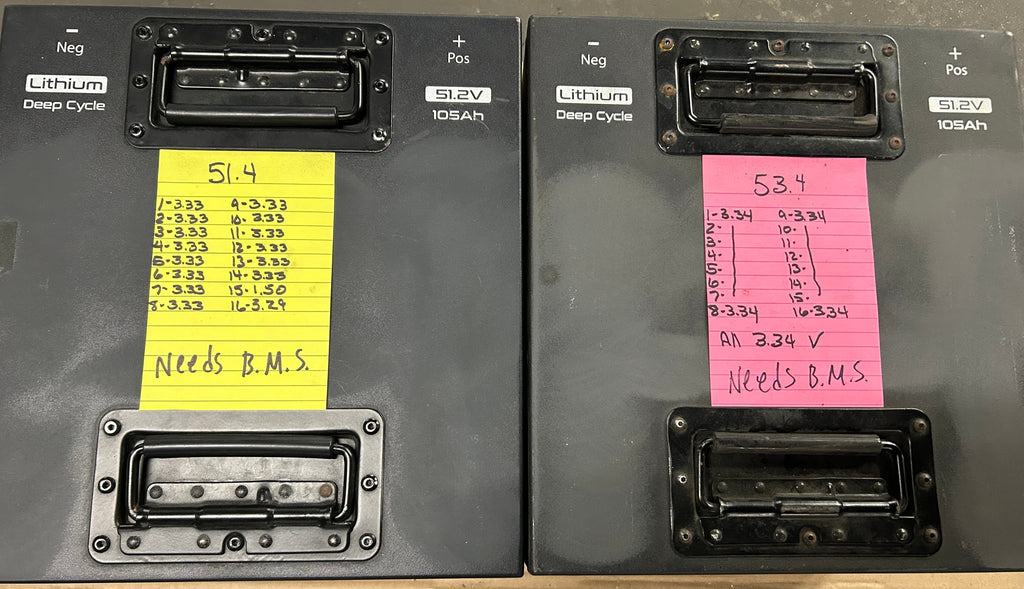 - +
Neg Pos
Lithium 51.2V
Deep Cycle 105Ah
51.4
1-3.33 9-3.33
2-3.33 10-3.33
3-3.33 11-3.33
4-3.33 12-3.33
5-3.33 13-3.33
6-3.33 14-3.33
7-3.33 15-1.50
8-3.33 16-3.29
Needs B.M.S.
- +
Neg Pos
Lithium 51.2V
Deep Cycle 105Ah
53.4
1-3.34 9-3.34
2- 10-
3- 11-
4- 12-
5- 13-
6- 14-
7- 15-
8-3.34 16-3.34
All 3.34 V
Needs B.M.S.